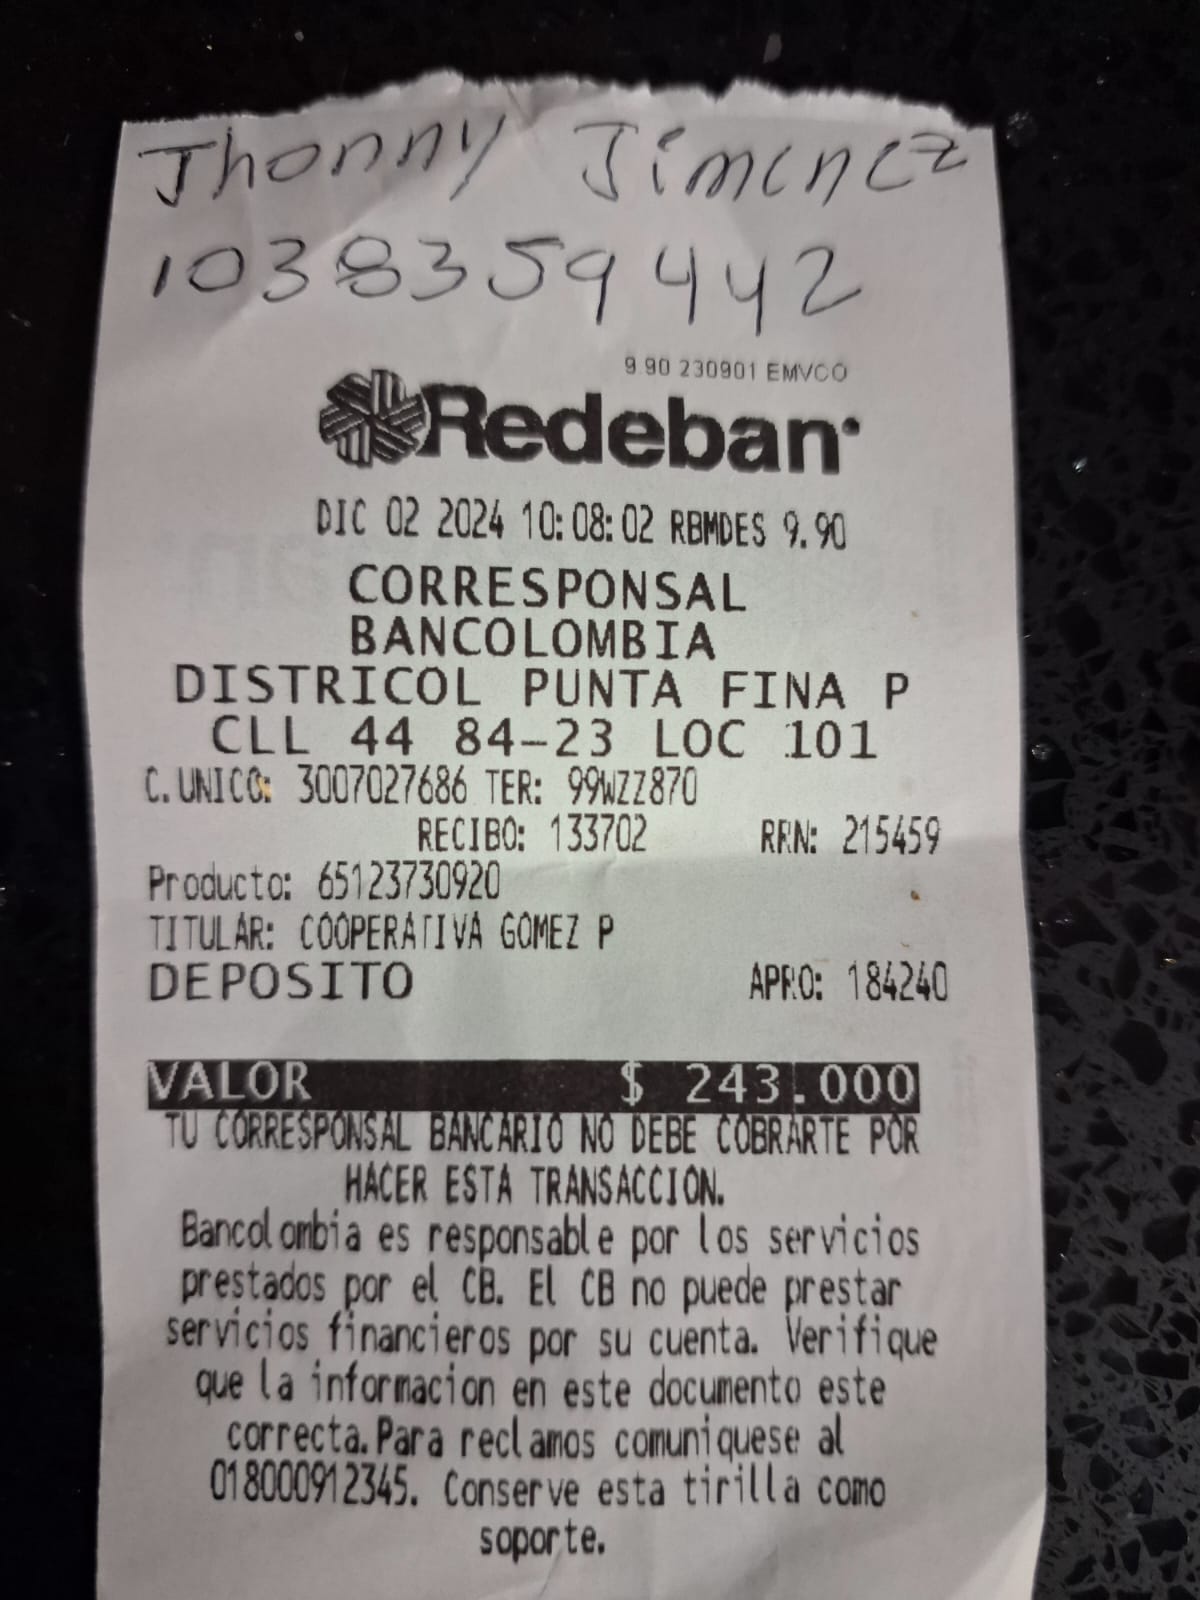 Jhonny Jimenez
1038359442
9.90 230901 EMVCO
Redeban
DIC 02 2024 10:08:02 RBMDES 9.90
CORRESPONSAL
BANCOLOMBIA
DISTRICOL PUNTA FINA P
CLL 44 84-23 LOC 101
C.UNICO: 3007027686 TER: 99WZZ870
RECIBO: 133702 RRN: 215459
Producto: 65123730920
TITULAR: COOPERATIVA GOMEZ P
DEPOSITO APRO: 184240
VALOR $ 243.000
TU CORRESPONSAL BANCARIO NO DEBE COBRARTE POR
HACER ESTA TRANSACCION.
Bancolombia es responsable por los servicios
prestados por el CB. El CB no puede prestar
servicios financieros por su cuenta. Verifique
que la informacion en este documento este
correcta.Para reclamos comuniquese al
018000912345. Conserve esta tirilla como
soporte.